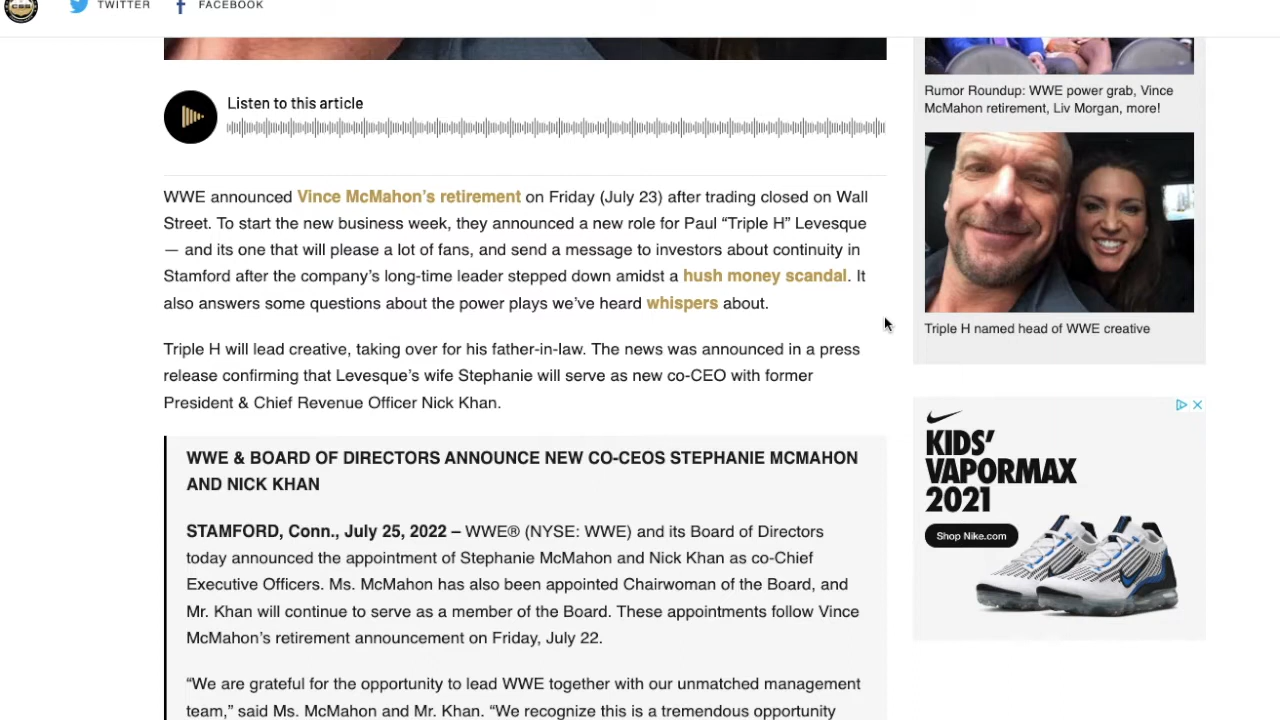 TWITTER
FACEBOOK
Listen to this article
WWE announced Vince McMahon’s retirement on Friday (July 23) after trading closed on Wall
Street. To start the new business week, they announced a new role for Paul “Triple H” Levesque
— and its one that will please a lot of fans, and send a message to investors about continuity in
Stamford after the company’s long-time leader stepped down amidst a hush money scandal. It
also answers some questions about the power plays we’ve heard whispers about.
Triple H will lead creative, taking over for his father-in-law. The news was announced in a press
release confirming that Levesque’s wife Stephanie will serve as new co-CEO with former
President & Chief Revenue Officer Nick Khan.
WWE & BOARD OF DIRECTORS ANNOUNCE NEW CO-CEOS STEPHANIE MCMAHON
AND NICK KHAN
STAMFORD, Conn., July 25, 2022 – WWE® (NYSE: WWE) and its Board of Directors
today announced the appointment of Stephanie McMahon and Nick Khan as co-Chief
Executive Officers. Ms. McMahon has also been appointed Chairwoman of the Board, and
Mr. Khan will continue to serve as a member of the Board. These appointments follow Vince
McMahon’s retirement announcement on Friday, July 22.
“We are grateful for the opportunity to lead WWE together with our unmatched management
team,” said Ms. McMahon and Mr. Khan. “We recognize this is a tremendous opportunity
Rumor Roundup: WWE power grab, Vince
McMahon retirement, Liv Morgan, more!
Triple H named head of WWE creative
KIDS’
VAPORMAX
2021
Shop Nike.com